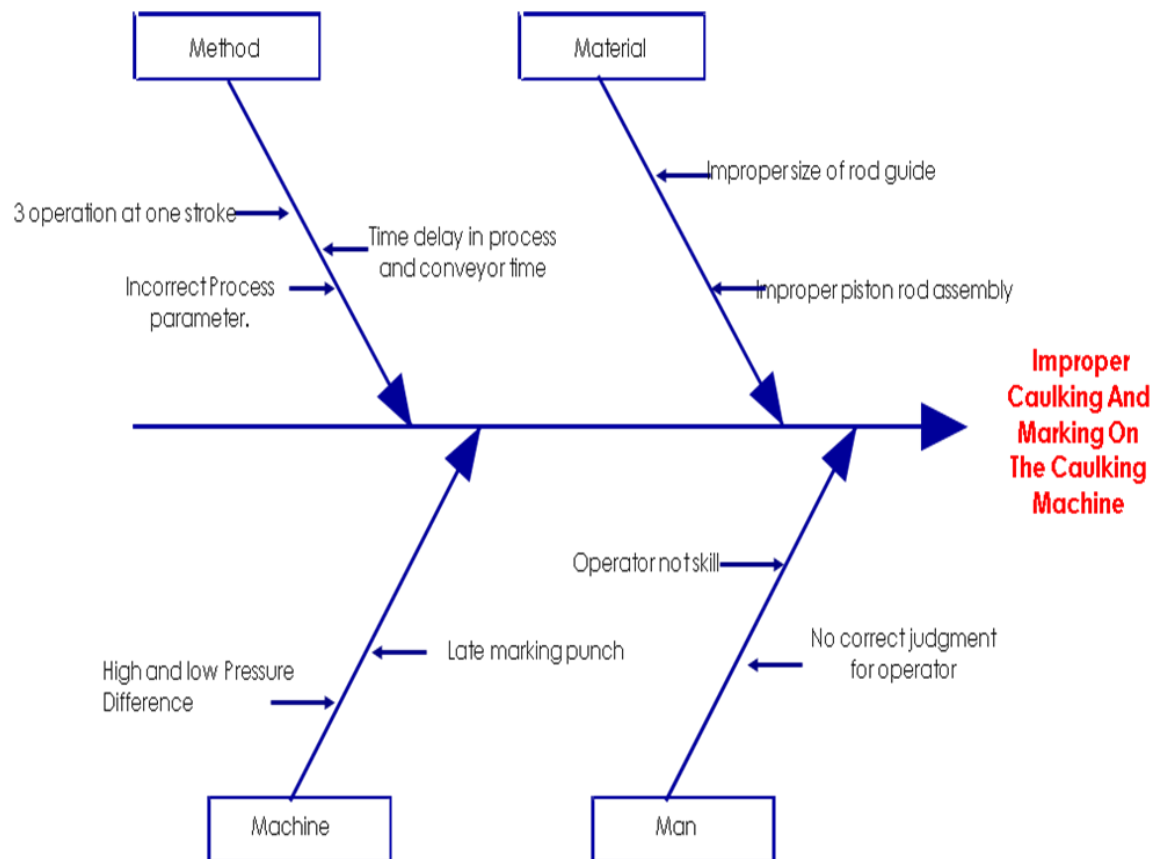 Method
Material
Improper size of rod guide
3 operation at one stroke
Time delay in process
and conveyor time
Incorrect Process
parameter.
Improper piston rod assembly
Improper
Caulking And
Marking On
The Caulking
Machine
Operator not skill
Late marking punch
No correct judgment
for operator
High and low Pressure
Difference
Machine
Man